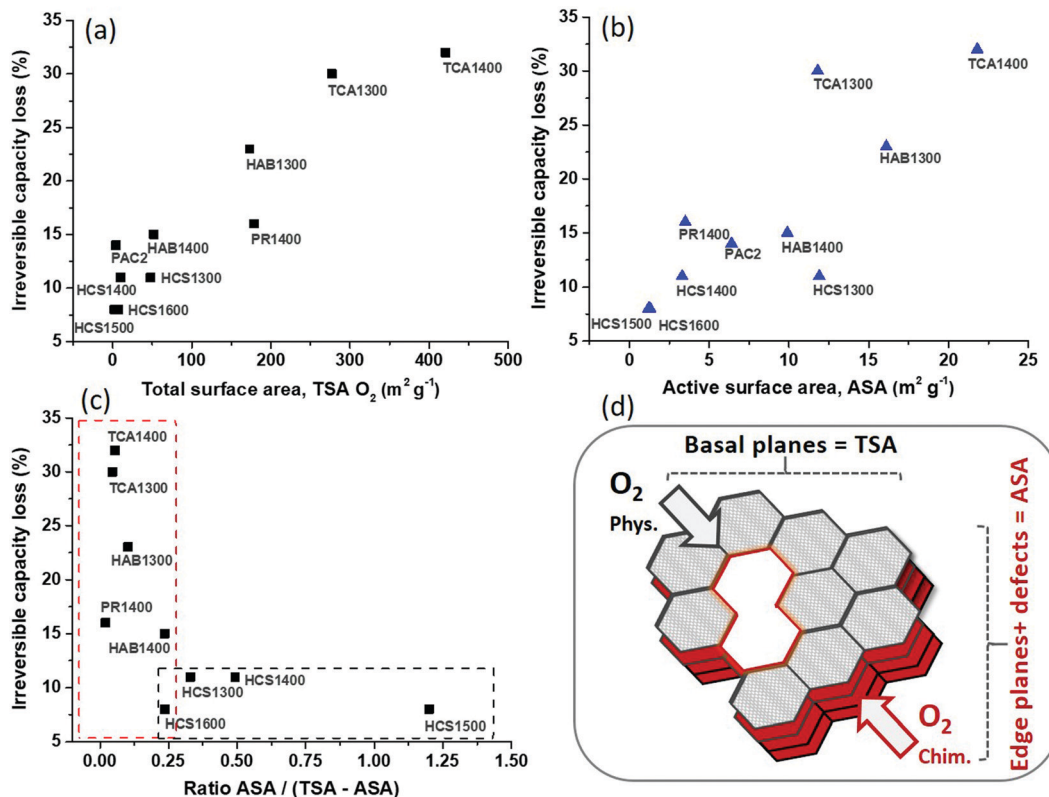 (a)
Irreversible capacity loss (%)
35
30
25
20
15
10
5
TCA1400
TCA1300
HAB1300
PR1400
HAB1400
PAC2
HCS1300
HCS1400
HCS1600
HCS1500
0 100 200 300 400 500
Total surface area, TSA O₂ (m² g⁻¹)
(b)
Irreversible capacity loss (%)
35
30
25
20
15
10
5
TCA1400
TCA1300
HAB1300
PR1400
HAB1400
PAC2
HCS1400
HCS1300
HCS1500
HCS1600
0 5 10 15 20 25
Active surface area, ASA (m² g⁻¹)
(c)
Irreversible capacity loss (%)
35
30
25
20
15
10
5
TCA1400
TCA1300
HAB1300
PR1400
HAB1400
HCS1300
HCS1400
HCS1600
HCS1500
0.00 0.25 0.50 0.75 1.00 1.25 1.50
Ratio ASA / (TSA - ASA)
(d)
Basal planes = TSA
O₂
Phys.
Edge planes+ defects = ASA
O₂
Chim.